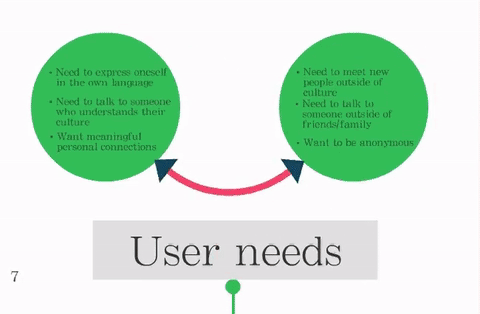 • Need to express oneself
in the own language
• Need to talk to someone
who understands their
culture
• Want meaningful
personal connections
• Need to meet new
people outside of
culture
• Need to talk to
someone outside of
friends/family
• Want to be anonymous
User needs
7